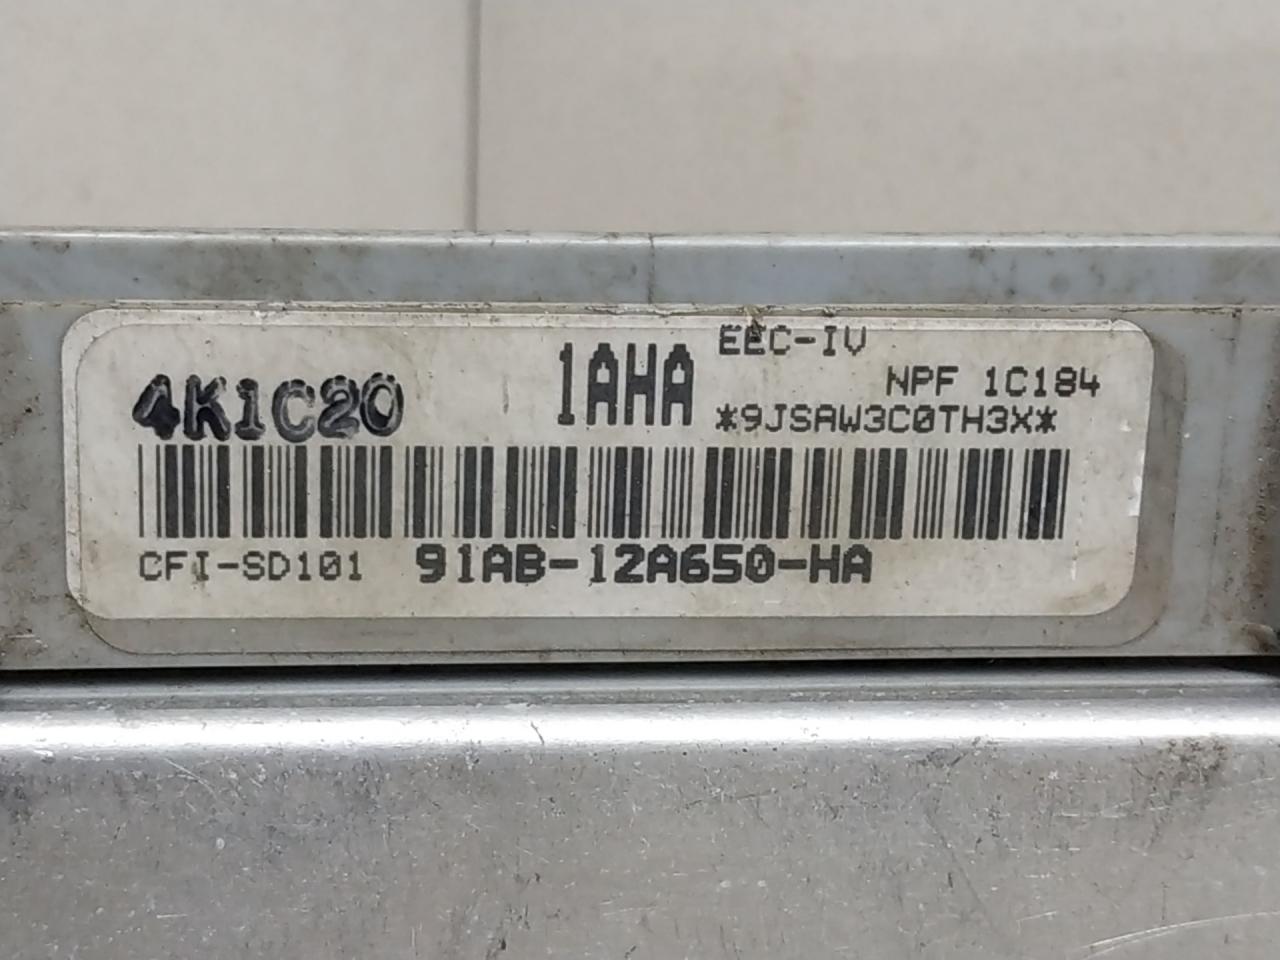 EEC-IV
4K1C20 1AHA NPF 1C184
*9JSAW3C0TH3X*
CFI-SD101 91AB-12A650-HA